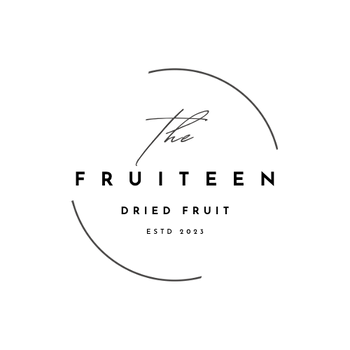 the
FRUITEEN
DRIED FRUIT
ESTD 2023